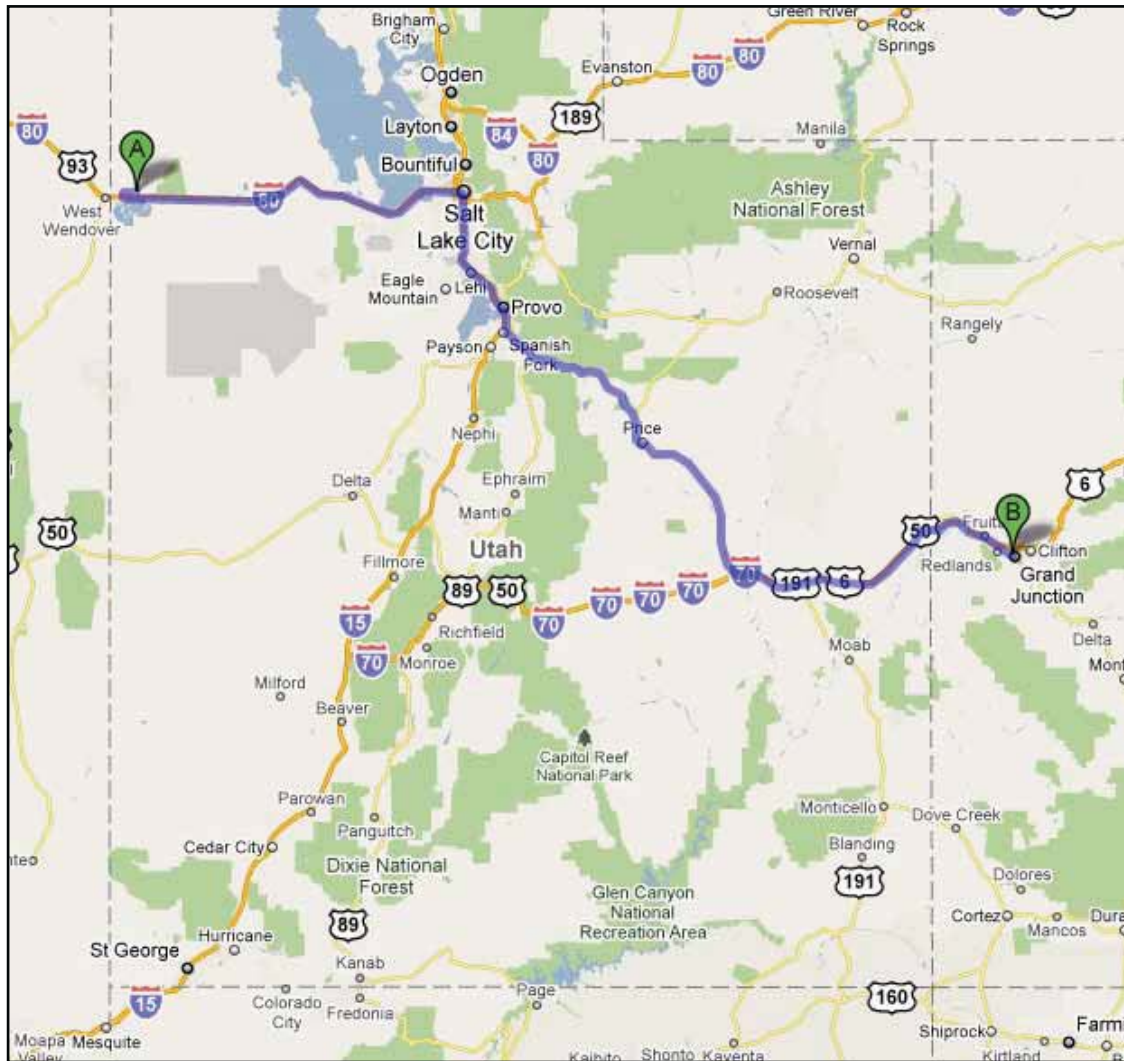 Brigham
City
Green River
Rock
Springs
80
Evanston
80
80
Ogden
189
Layton
84
Manila
80
93
A
Bountiful
80
Ashley
National Forest
West
Wendover
80
Salt
Lake City
Vernal
Eagle
Mountain
Lehi
Roosevelt
Provo
Rangely
Payson
Spanish
Fork
Nephi
Price
Delta
Ephraim
6
50
Manti
50
Fruita
B
Clifton
Redlands
Utah
Grand
Junction
Fillmore
89
50
70
191
6
70
70
70
70
15
Richfield
Delta
70
Monroe
Moab
Milford
Beaver
Capitol Reef
National Park
Parowan
Monticello
Dove Creek
Panguitch
Cedar City
Blanding
Dixie National
Forest
191
Dolores
Glen Canyon
National
Recreation Area
Cortez
Mancos
89
Hurricane
St George
Kanab
15
Colorado
City
Fredonia
Page
160
Moapa
Valley
Mesquite
Shiprock
Farmi
Kaibito
Shonto
Kayenta
Kirtland